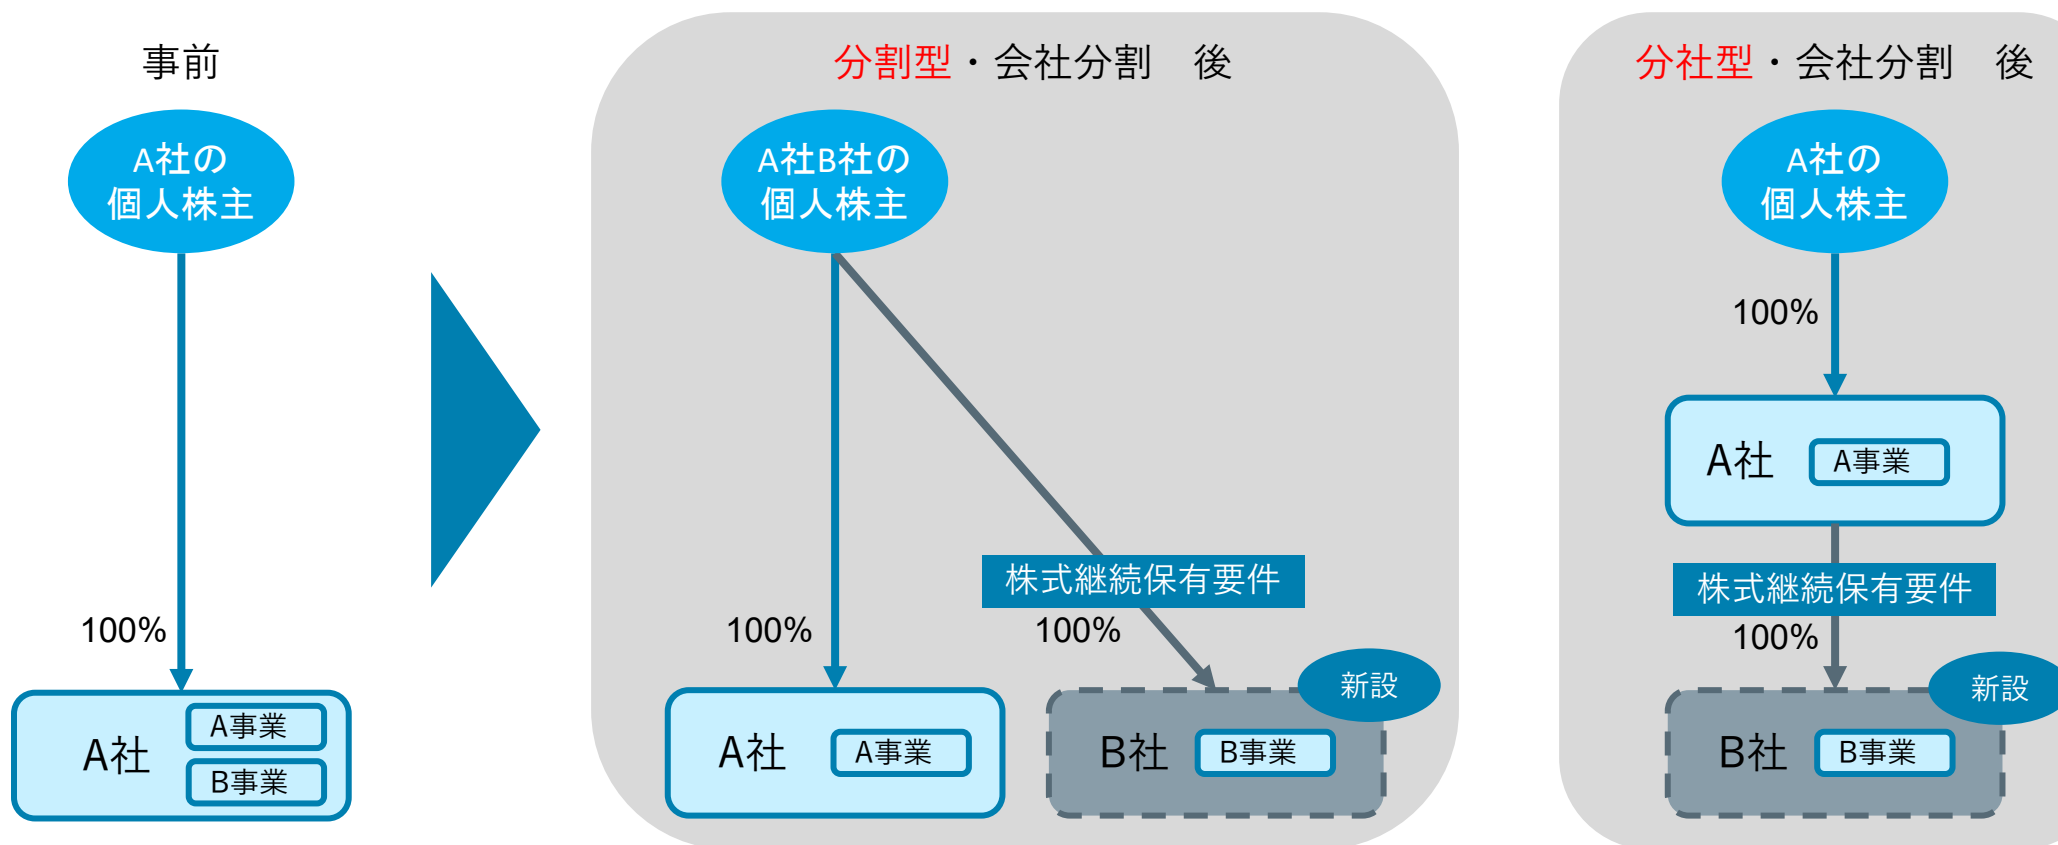 事前
A社の
個人株主
100%
A社
A事業
B事業
分割型・会社分割　後
A社B社の
個人株主
株式継続保有要件
100%
100%
新設
A社
A事業
B社
B事業
分社型・会社分割　後
A社の
個人株主
100%
A社
A事業
株式継続保有要件
100%
新設
B社
B事業